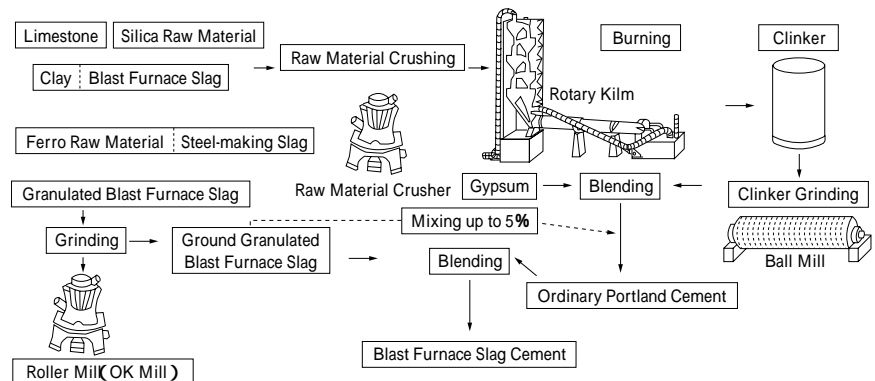 Limestone
Silica Raw Material
Burning
Clinker
Raw Material Crushing
Clay Blast Furnace Slag
Rotary Kilm
Ferro Raw Material Steel-making Slag
Raw Material Crusher
Granulated Blast Furnace Slag
Gypsum
Blending
Clinker Grinding
Mixing up to 5%
Grinding
Ground Granulated
Blast Furnace Slag
Blending
Ball Mill
Ordinary Portland Cement
Blast Furnace Slag Cement
Roller Mill(OK Mill)